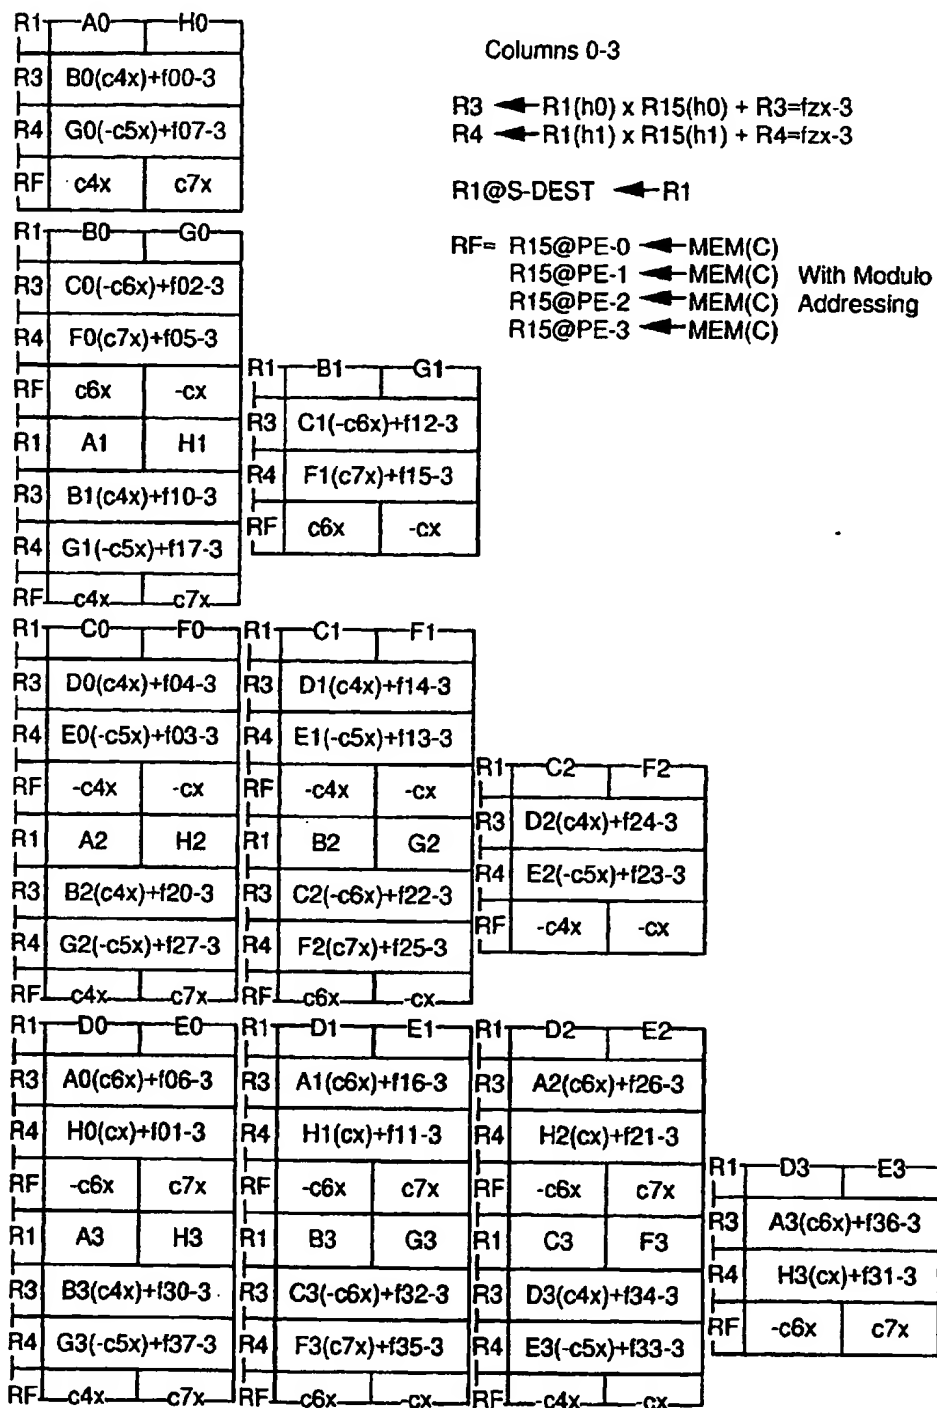 Columns 0-3
R3 ◄ R1(h0) x R15(h0) + R3=fzx-3
R4 ◄ R1(h1) x R15(h1) + R4=fzx-3
R1@S-DEST ◄ R1
RF= R15@PE-0 ◄ MEM(C)
R15@PE-1 ◄ MEM(C) With Modulo
R15@PE-2 ◄ MEM(C) Addressing
R15@PE-3 ◄ MEM(C)
R1 A0 H0
R3 B0(c4x)+f00-3
R4 G0(-c5x)+f07-3
RF c4x c7x
R1 B0 G0
R3 C0(-c6x)+f02-3
R4 F0(c7x)+f05-3
RF c6x -cx
R1 A1 H1
R3 B1(c4x)+f10-3
R4 G1(-c5x)+f17-3
RF c4x c7x
R1 B1 G1
R3 C1(-c6x)+f12-3
R4 F1(c7x)+f15-3
RF c6x -cx
R1 C0 F0
R3 D0(c4x)+f04-3
R4 E0(-c5x)+f03-3
RF -c4x -cx
R1 A2 H2
R3 B2(c4x)+f20-3
R4 G2(-c5x)+f27-3
RF c4x c7x
R1 C1 F1
R3 D1(c4x)+f14-3
R4 E1(-c5x)+f13-3
RF -c4x -cx
R1 B2 G2
R3 C2(-c6x)+f22-3
R4 F2(c7x)+f25-3
RF c6x -cx
R1 C2 F2
R3 D2(c4x)+f24-3
R4 E2(-c5x)+f23-3
RF -c4x -cx
R1 D0 E0
R3 A0(c6x)+f06-3
R4 H0(cx)+f01-3
RF -c6x c7x
R1 A3 H3
R3 B3(c4x)+f30-3
R4 G3(-c5x)+f37-3
RF c4x c7x
R1 D1 E1
R3 A1(c6x)+f16-3
R4 H1(cx)+f11-3
RF -c6x c7x
R1 B3 G3
R3 C3(-c6x)+f32-3
R4 F3(c7x)+f35-3
RF c6x -cx
R1 D2 E2
R3 A2(c6x)+f26-3
R4 H2(cx)+f21-3
RF -c6x c7x
R1 C3 F3
R3 D3(c4x)+f34-3
R4 E3(-c5x)+f33-3
RF -c4x -cx
R1 D3 E3
R3 A3(c6x)+f36-3
R4 H3(cx)+f31-3
RF -c6x c7x